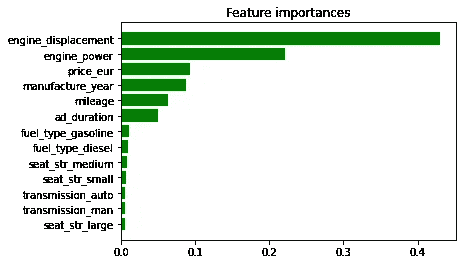 Feature importances
engine_displacement
engine_power
price_eur
manufacture_year
mileage
ad_duration
fuel_type_gasoline
fuel_type_diesel
seat_str_medium
seat_str_small
transmission_auto
transmission_man
seat_str_large
0.0 0.1 0.2 0.3 0.4